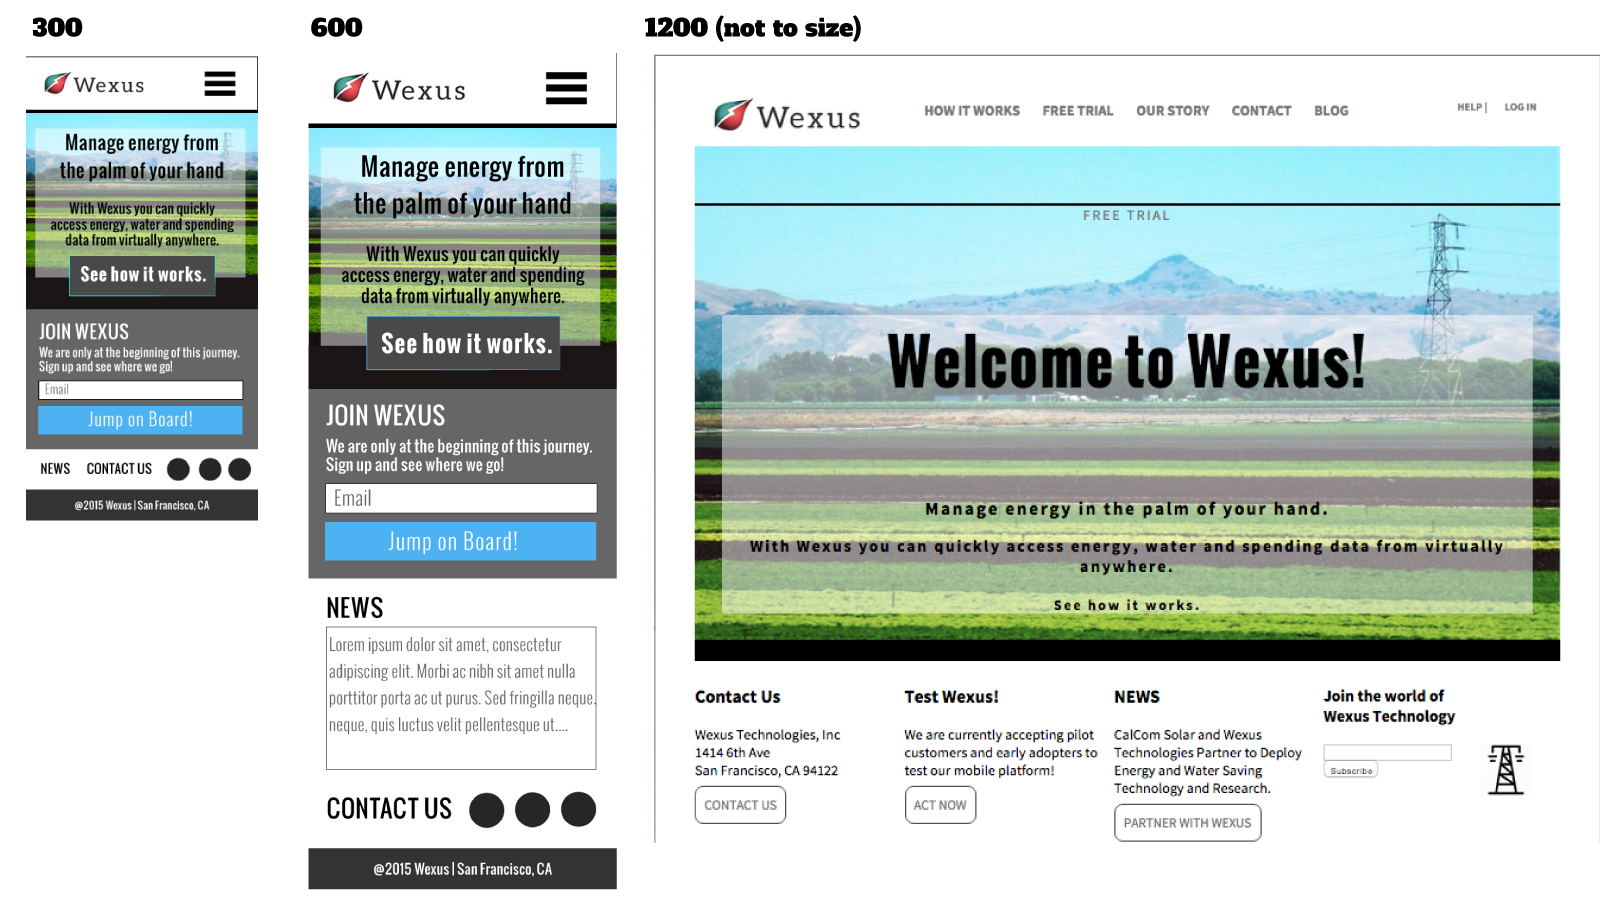 300
Wexus
Manage energy from
the palm of your hand
With Wexus you can quickly
access energy, water and spending
data from virtually anywhere.
See how it works.
JOIN WEXUS
We are only at the beginning of this journey.
Sign up and see where we go!
Email
Jump on Board!
NEWS CONTACT US
@2015 Wexus | San Francisco, CA
600
Wexus
Manage energy from
the palm of your hand
With Wexus you can quickly
access energy, water and spending
data from virtually anywhere.
See how it works.
JOIN WEXUS
We are only at the beginning of this journey.
Sign up and see where we go!
Email
Jump on Board!
NEWS
Lorem ipsum dolor sit amet, consectetur
adipiscing elit. Morbi ac nibh sit amet nulla
porttitor porta ac ut purus. Sed fringilla neque.
neque, quis luctus velit pellentesque ut....
CONTACT US
@2015 Wexus | San Francisco, CA
1200 (not to size)
Wexus
HOW IT WORKS FREE TRIAL OUR STORY CONTACT BLOG
HELP | LOG IN
FREE TRIAL
Welcome to Wexus!
Manage energy in the palm of your hand.
With Wexus you can quickly access energy, water and spending data from virtually
anywhere.
See how it works.
Contact Us
Wexus Technologies, Inc
1414 6th Ave
San Francisco, CA 94122
CONTACT US
Test Wexus!
We are currently accepting pilot
customers and early adopters to
test our mobile platform!
ACT NOW
NEWS
CalCom Solar and Wexus
Technologies Partner to Deploy
Energy and Water Saving
Technology and Research.
PARTNER WITH WEXUS
Join the world of
Wexus Technology
Subscribe